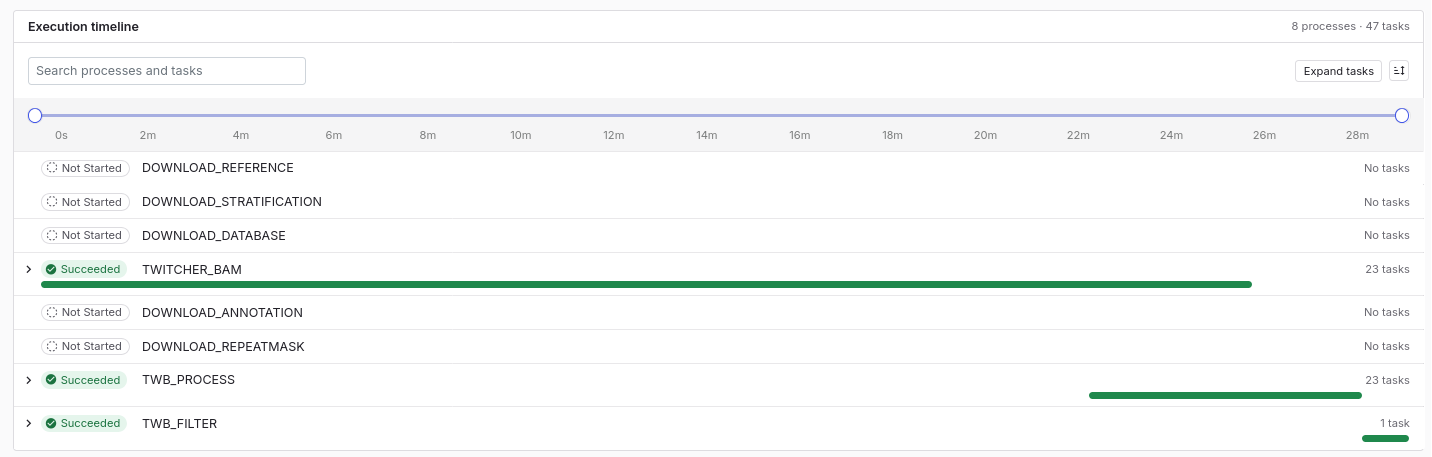 Execution timeline 8 processes · 47 tasks
Search processes and tasks Expand tasks
0s 2m 4m 6m 8m 10m 12m 14m 16m 18m 20m 22m 24m 26m 28m
Not Started DOWNLOAD_REFERENCE No tasks
Not Started DOWNLOAD_STRATIFICATION No tasks
Not Started DOWNLOAD_DATABASE No tasks
Succeeded TWITCHER_BAM 23 tasks
Not Started DOWNLOAD_ANNOTATION No tasks
Not Started DOWNLOAD_REPEATMASK No tasks
Succeeded TWB_PROCESS 23 tasks
Succeeded TWB_FILTER 1 task